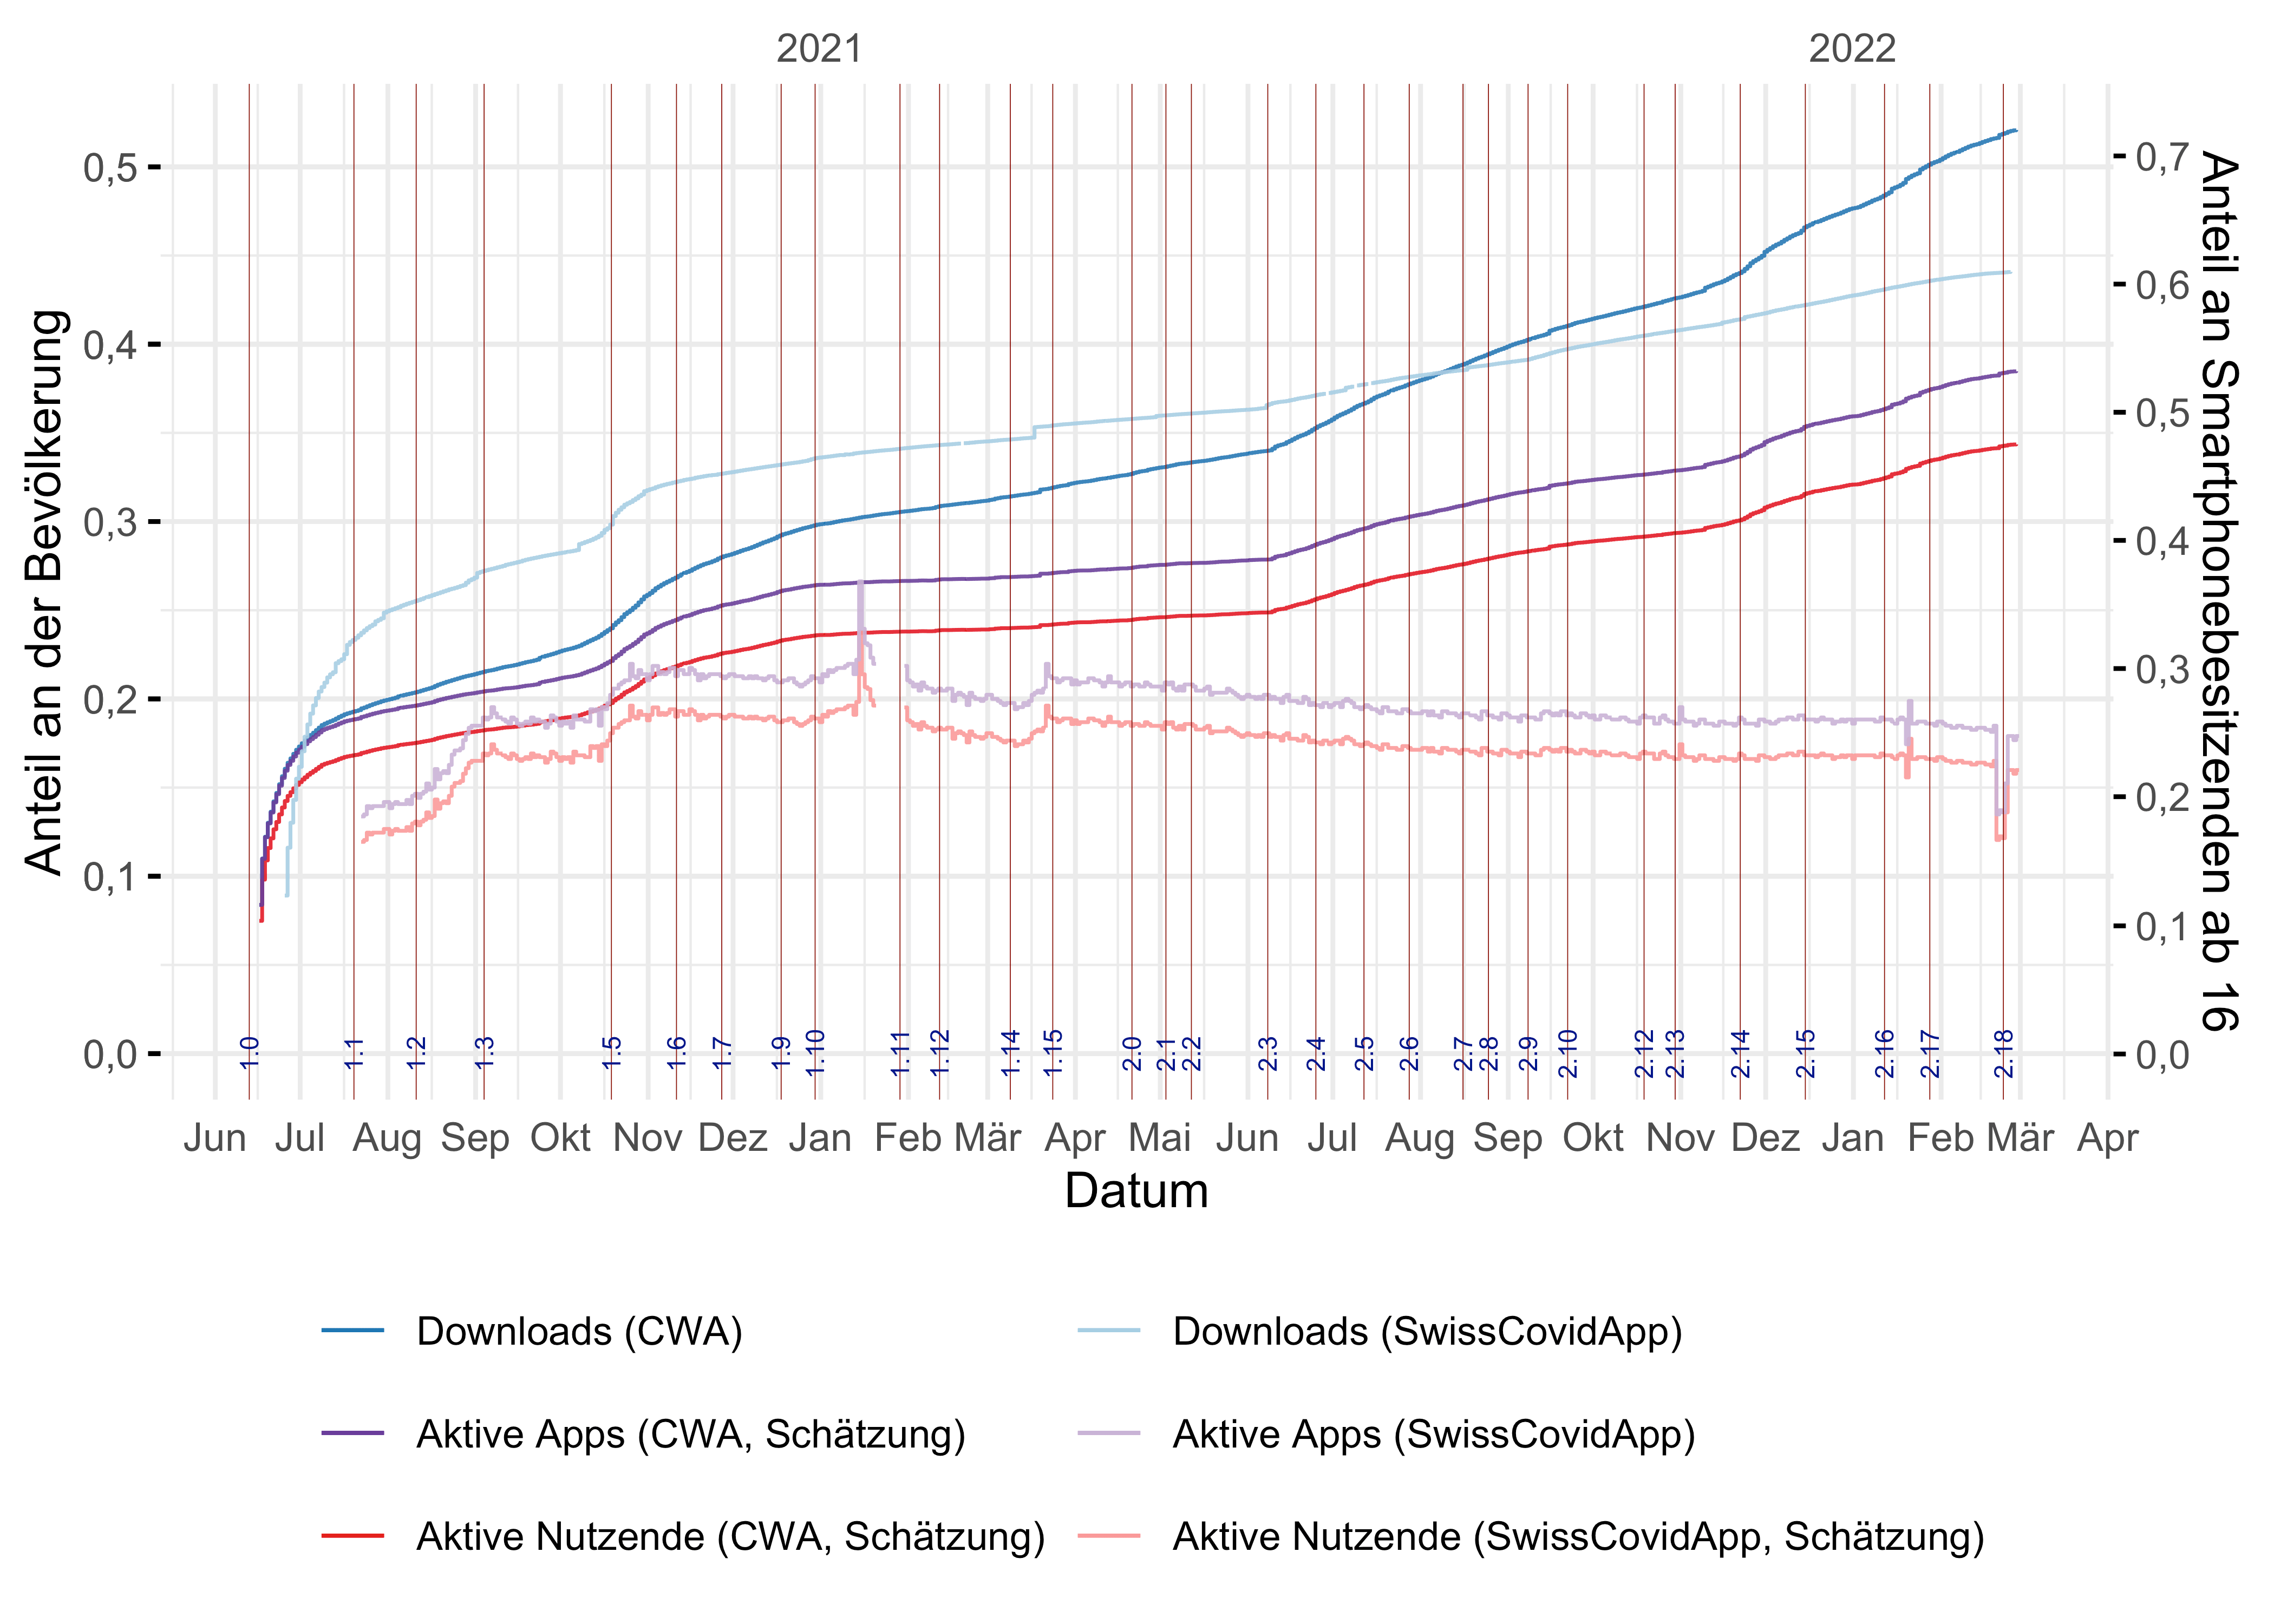 2021 2022
Anteil an der Bevölkerung
0,5
0,4
0,3
0,2
0,1
0,0
0,7
0,6
0,5
0,4
0,3
0,2
0,1
0,0
Anteil an Smartphonebesitzenden ab 16
1.0 1.1 1.2 1.3 1.5 1.6 1.7 1.9 1.10 1.11 1.12 1.14 1.15 2.0 2.1 2.2 2.3 2.4 2.5 2.6 2.7 2.8 2.9 2.10 2.12 2.13 2.14 2.15 2.16 2.17 2.18
Jun Jul Aug Sep Okt Nov Dez Jan Feb Mär Apr Mai Jun Jul Aug Sep Okt Nov Dez Jan Feb Mär Apr
Datum
Downloads (CWA) Downloads (SwissCovidApp)
Aktive Apps (CWA, Schätzung) Aktive Apps (SwissCovidApp)
Aktive Nutzende (CWA, Schätzung) Aktive Nutzende (SwissCovidApp, Schätzung)